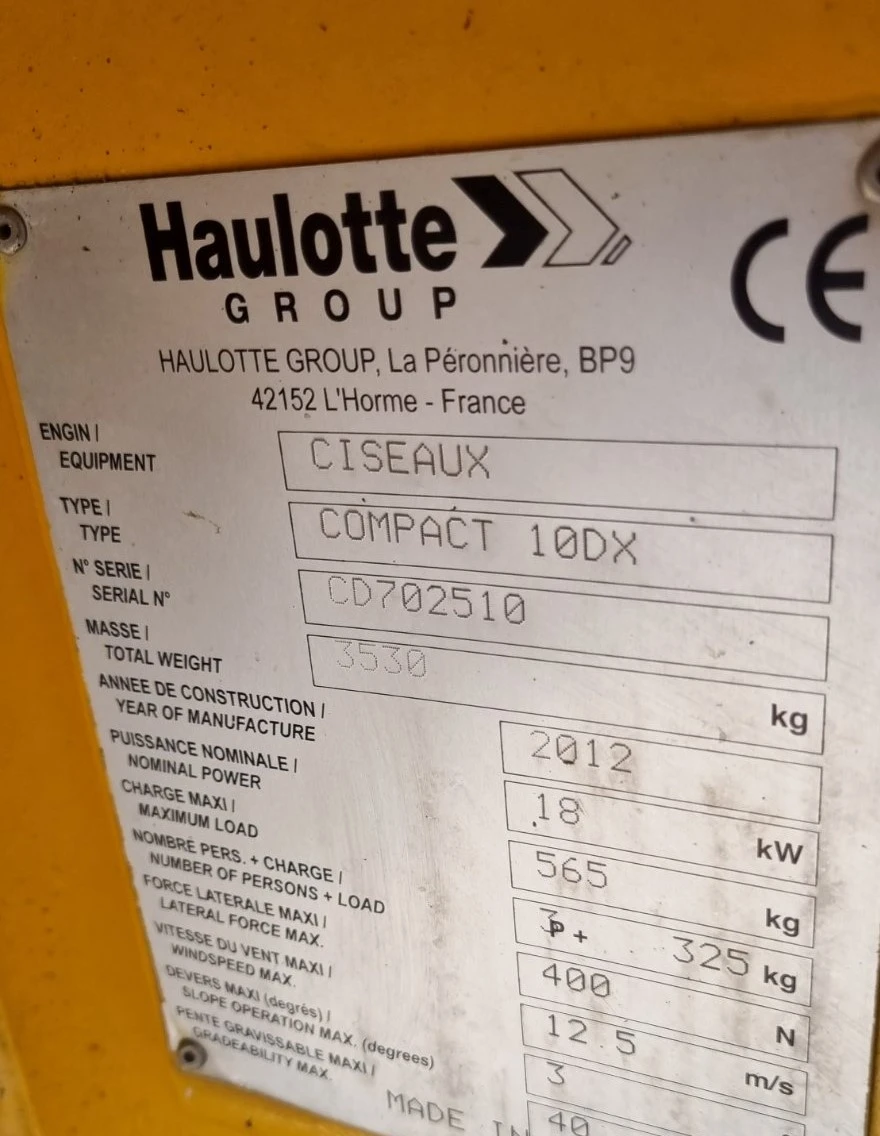 Haulotte
GROUP
CE
HAULOTTE GROUP, La Péronnière, BP9
42152 L'Horme - France
ENGIN /
EQUIPMENT
CISEAUX
TYPE /
TYPE
COMPACT 10DX
N° SERIE /
SERIAL N°
CD702510
MASSE /
TOTAL WEIGHT
3530 kg
ANNEE DE CONSTRUCTION /
YEAR OF MANUFACTURE
2012
PUISSANCE NOMINALE /
NOMINAL POWER
18 kW
CHARGE MAXI /
MAXIMUM LOAD
565 kg
NOMBRE PERS. + CHARGE /
NUMBER OF PERSONS + LOAD
3P + 325 kg
FORCE LATERALE MAXI /
LATERAL FORCE MAX.
400 N
VITESSE DU VENT MAXI /
WINDSPEED MAX.
12.5 m/s
DEVERS MAXI (degrés) /
SLOPE OPERATION MAX. (degrees)
3
PENTE GRAVISSABLE MAXI /
GRADEABILITY MAX.
40
MADE IN